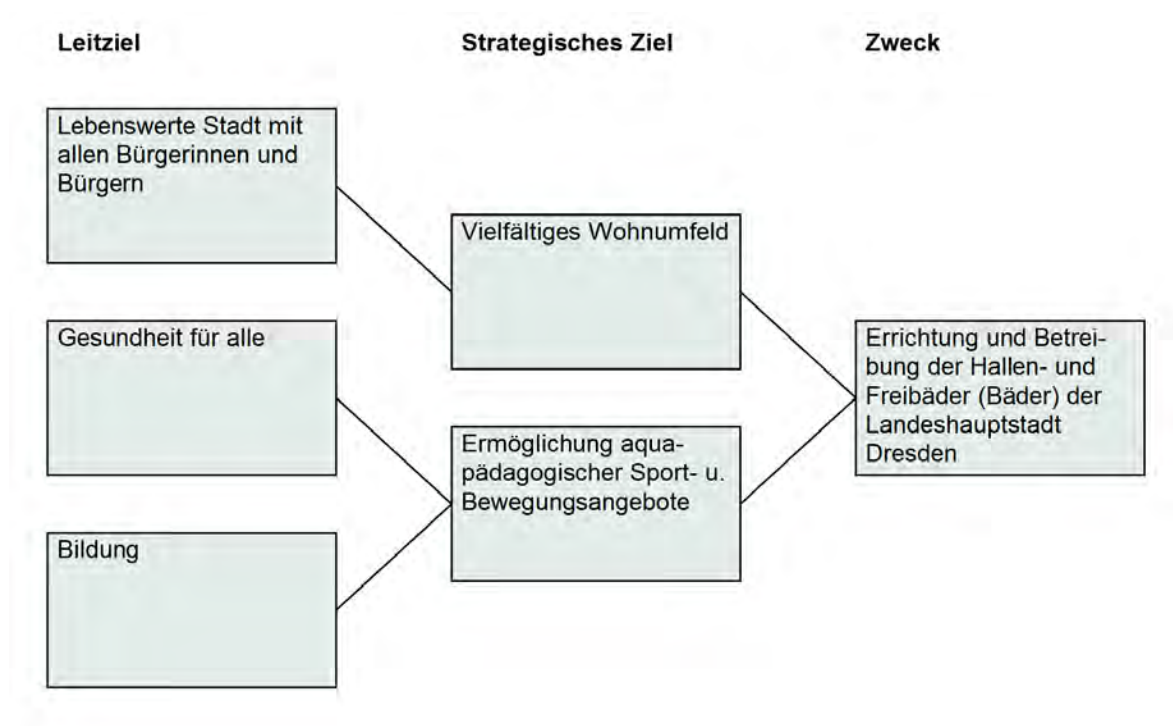 Leitziel
Strategisches Ziel
Zweck
Lebenswerte Stadt mit
allen Bürgerinnen und
Bürgern
Gesundheit für alle
Bildung
Vielfältiges Wohnumfeld
Ermöglichung aqua-
pädagogischer Sport- u.
Bewegungsangebote
Errichtung und Betrei-
bung der Hallen- und
Freibäder (Bäder) der
Landeshauptstadt
Dresden